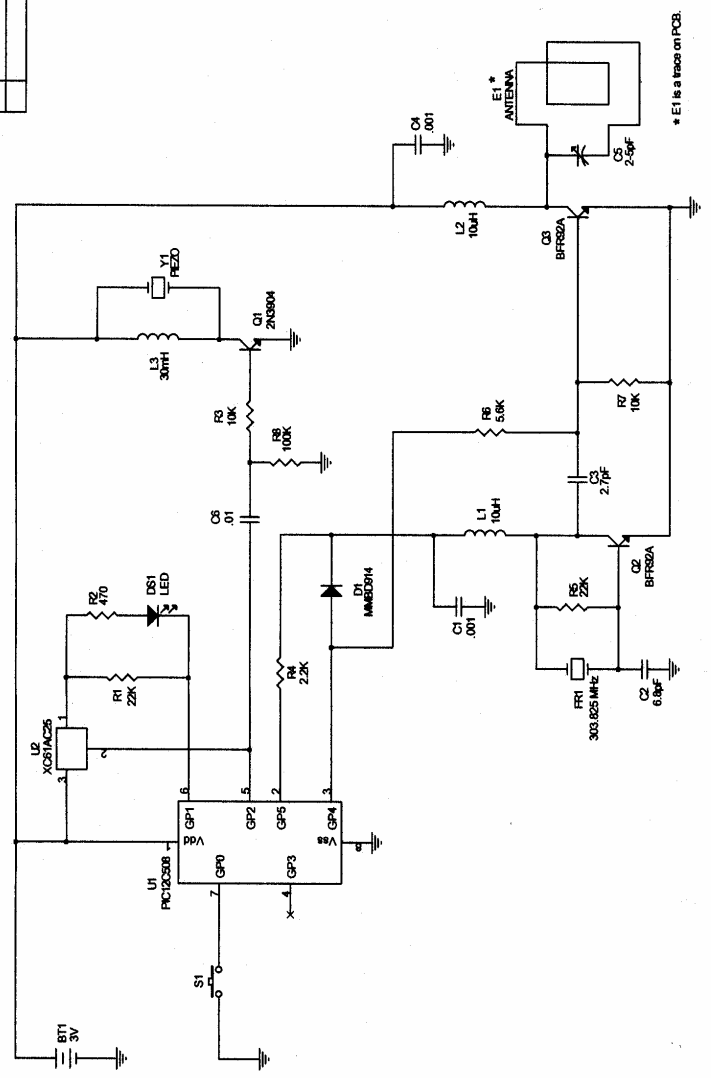 BT1
3V
S1
U1
PIC12C508
7
GP0
4
GP3
1
Vdd
Vss
8
GP1
6
GP2
5
GP5
2
GP4
3
U2
XC61AC25
3
1
2
R1
22K
R2
470
DS1
LED
C6
.01
R3
10K
R8
100K
L3
30mH
Y1
PIEZO
Q1
2N3904
R4
2.2K
D1
MMBD914
C1
.001
L1
10uH
FR1
303.825 MHz
R5
22K
C2
6.8pF
Q2
BFR92A
C3
2.7pF
R6
5.6K
R7
10K
Q3
BFR92A
L2
10uH
C4
.001
C5
2-5pF
E1 *
ANTENNA
* E1 is a trace on PCB.